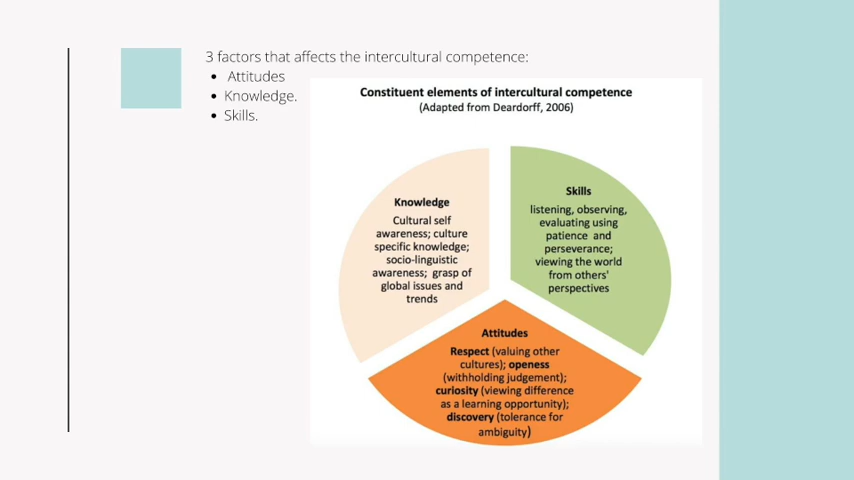 3 factors that affects the intercultural competence:
• Attitudes
• Knowledge.
• Skills.
Constituent elements of intercultural competence
(Adapted from Deardorff, 2006)
Knowledge
Cultural self
awareness; culture
specific knowledge;
socio-linguistic
awareness; grasp of
global issues and
trends
Skills
listening, observing,
evaluating using
patience and
perseverance;
viewing the world
from others'
perspectives
Attitudes
Respect (valuing other
cultures); openess
(withholding judgement);
curiosity (viewing difference
as a learning opportunity);
discovery (tolerance for
ambiguity)